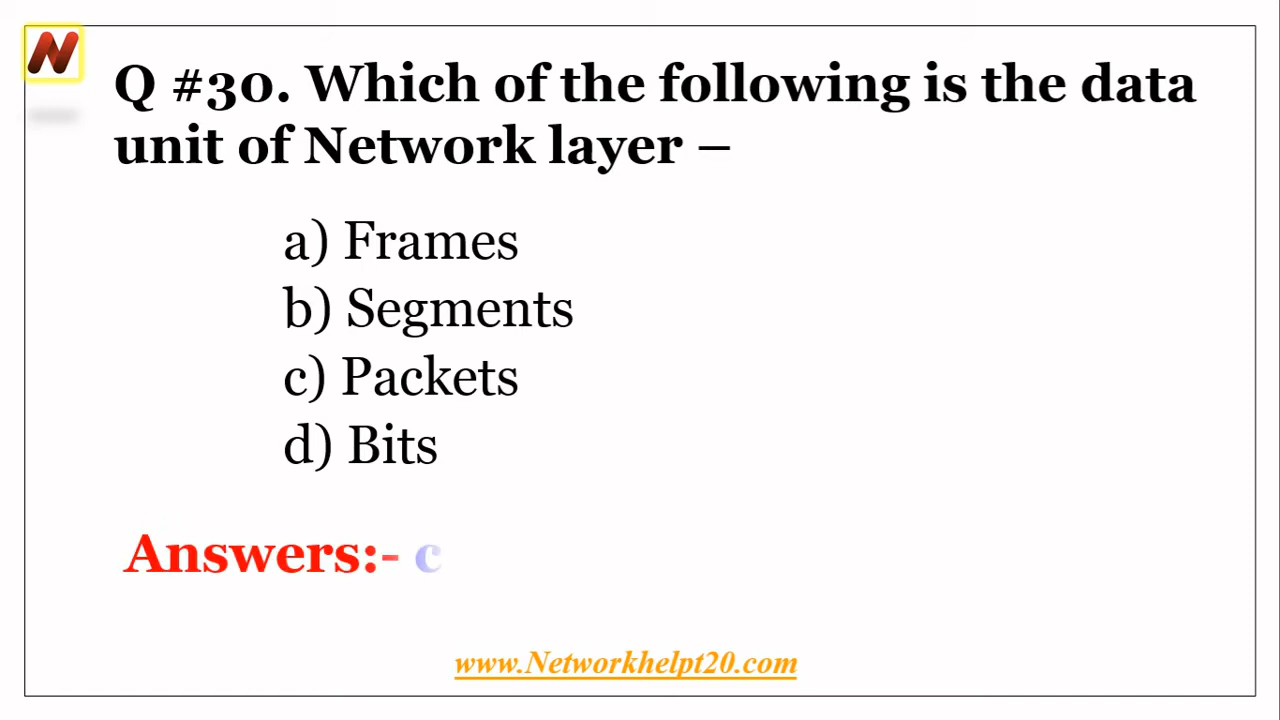 N
Q #30. Which of the following is the data
unit of Network layer –
a) Frames
b) Segments
c) Packets
d) Bits
Answers:- c
www.Networkhelpt20.com